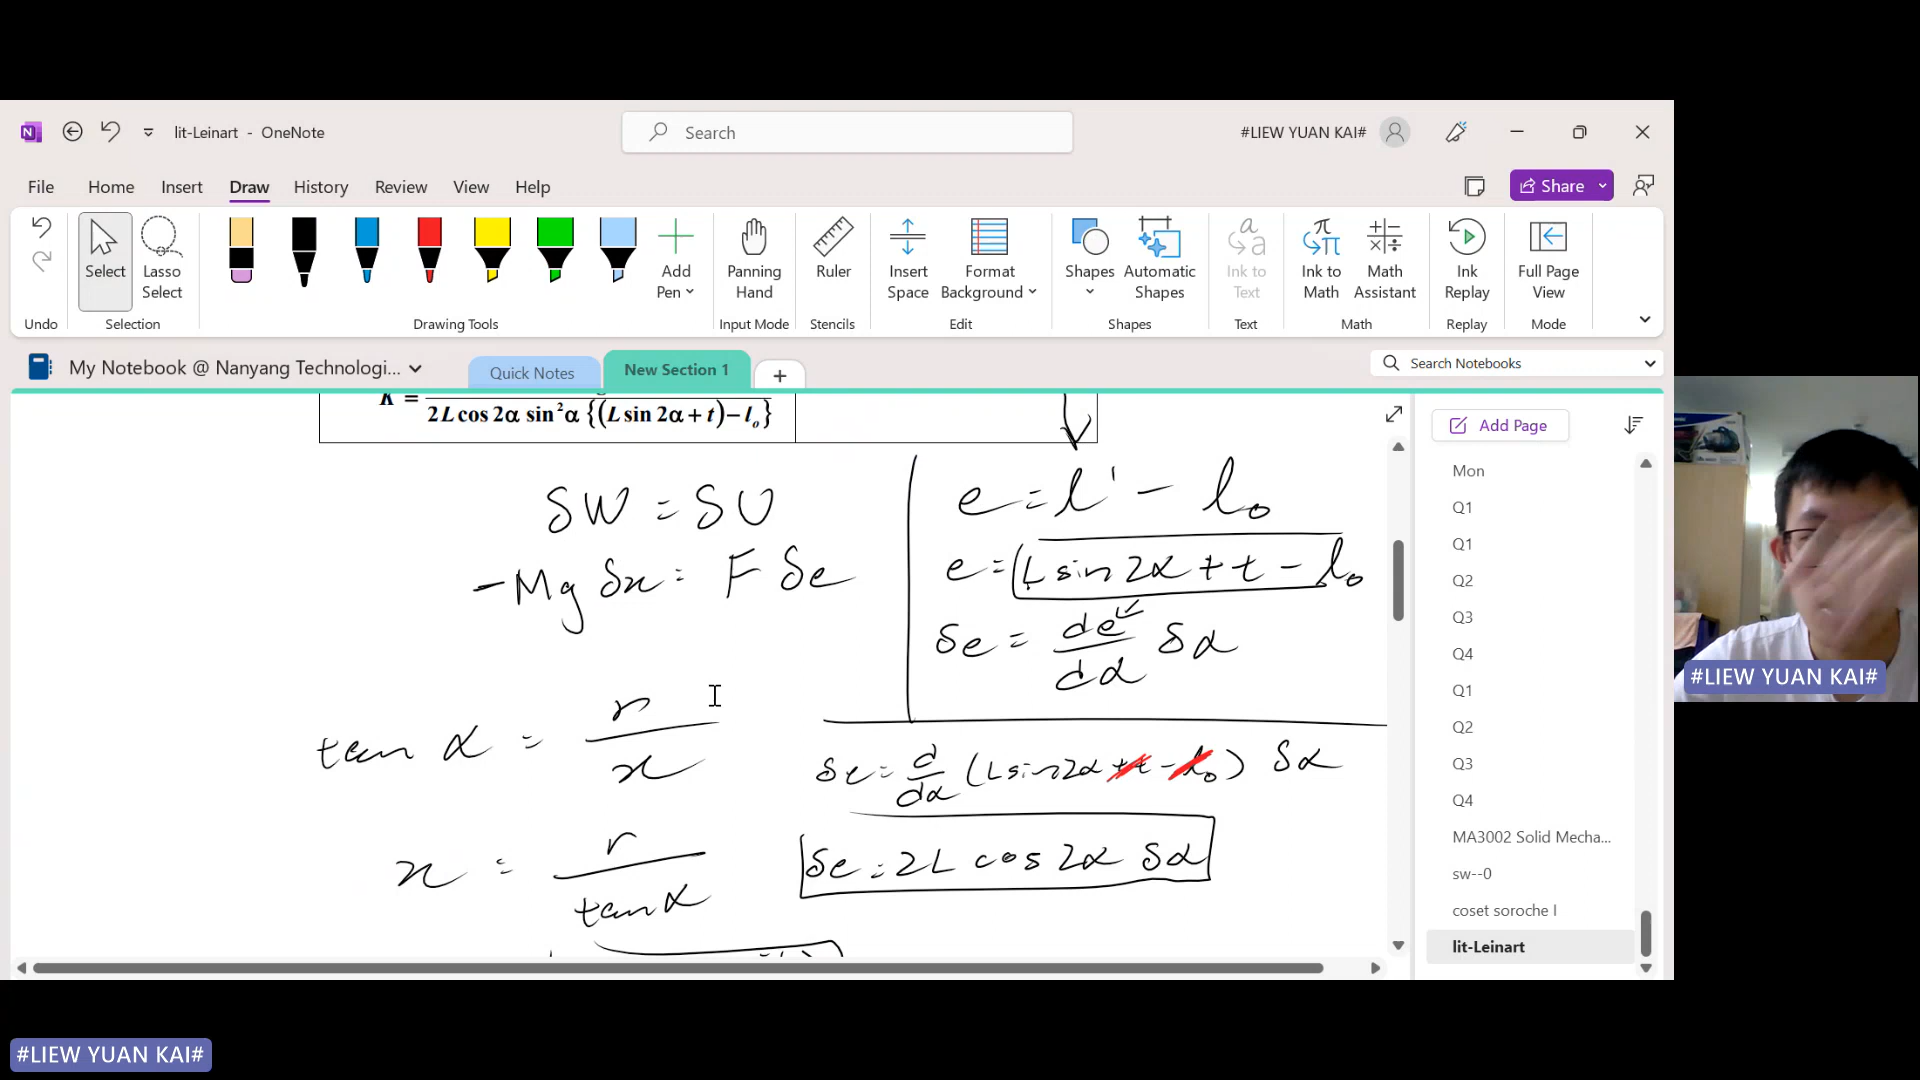 lit-Leinart - OneNote
Search
#LIEW YUAN KAI#
File Home Insert Draw History Review View Help
Share
Select
Lasso Select
Add Pen
Panning Hand
Ruler
Insert Space
Format Background
Shapes
Automatic Shapes
Ink to Text
Ink to Math
Math Assistant
Ink Replay
Full Page View
Undo
Selection
Drawing Tools
Input Mode
Stencils
Edit
Shapes
Text
Math
Replay
Mode
My Notebook @ Nanyang Technologi...
Quick Notes
New Section 1
Search Notebooks
K =
2L cos 2α sin²α {(L sin 2α + t) – lₒ}
δW = δU
-Mg δx = F δe
tan α = r / x
x = r / tan α
e = l' - l₀
e = (L sin 2α + t - l₀
δe = de/dα δα
δe = d/dα (L sin 2α + t - l₀) δα
δe = 2L cos 2α δα
Add Page
Mon
Q1
Q1
Q2
Q3
Q4
Q1
Q2
Q3
Q4
MA3002 Solid Mecha...
sw--0
coset soroche l
lit-Leinart
#LIEW YUAN KAI#
#LIEW YUAN KAI#